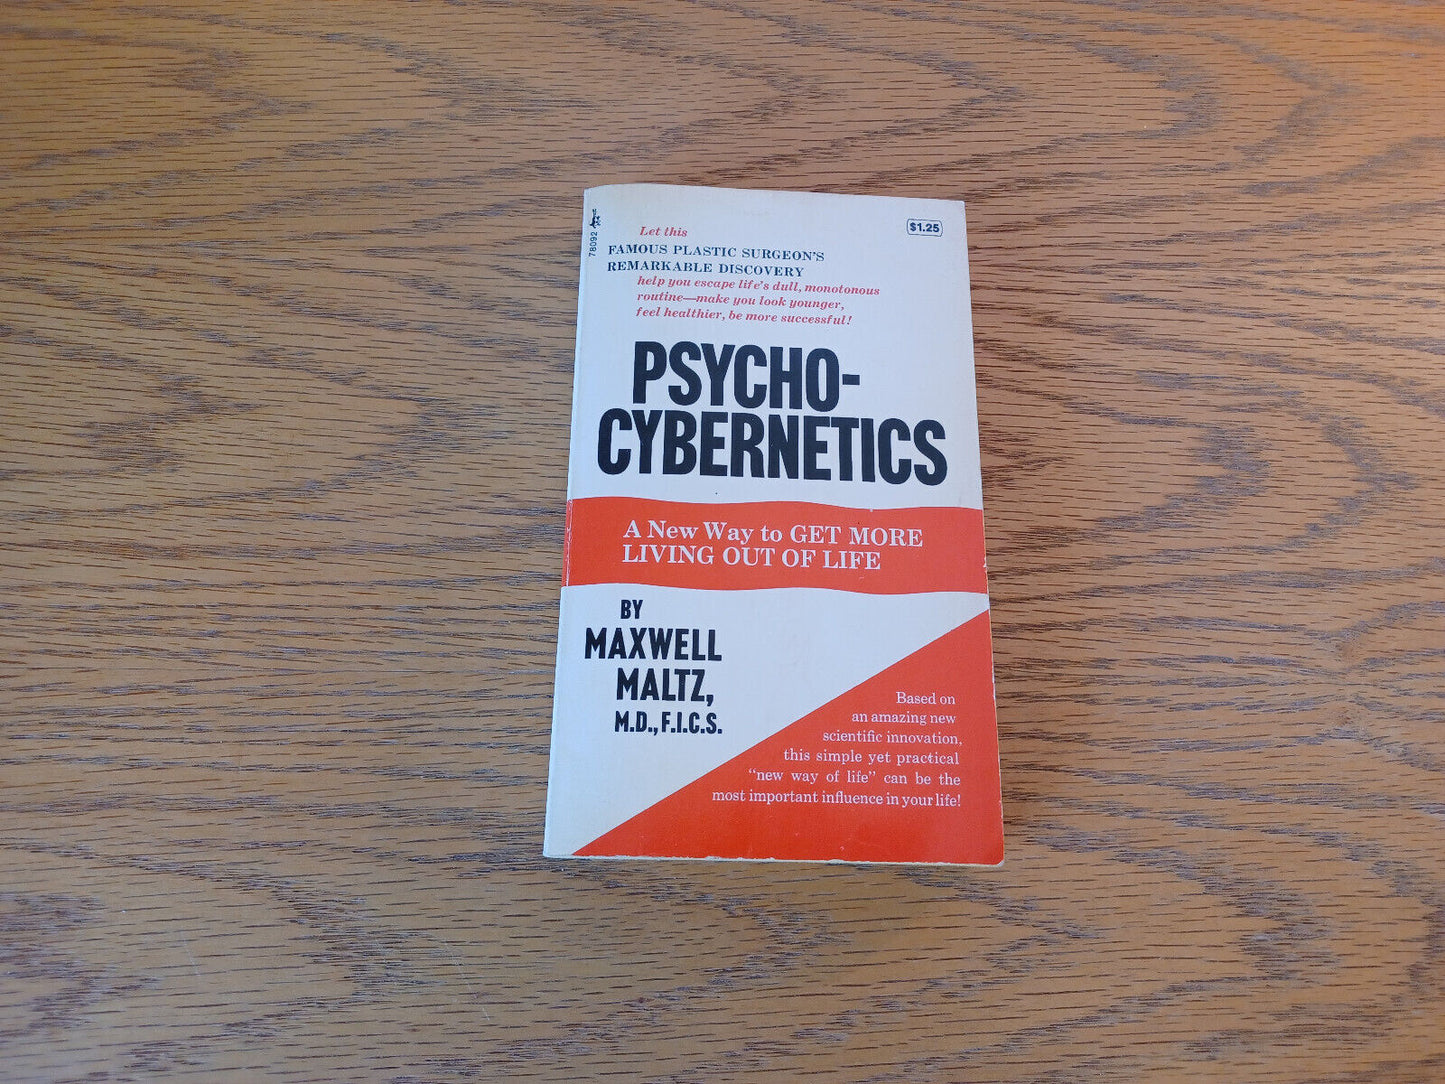 78092
$1.25
Let this
FAMOUS PLASTIC SURGEON'S
REMARKABLE DISCOVERY
help you escape life's dull, monotonous
routine—make you look younger,
feel healthier, be more successful!
PSYCHO-
CYBERNETICS
A New Way to GET MORE
LIVING OUT OF LIFE
BY
MAXWELL
MALTZ,
M.D., F.I.C.S.
Based on
an amazing new
scientific innovation,
this simple yet practical
"new way of life" can be the
most important influence in your life!